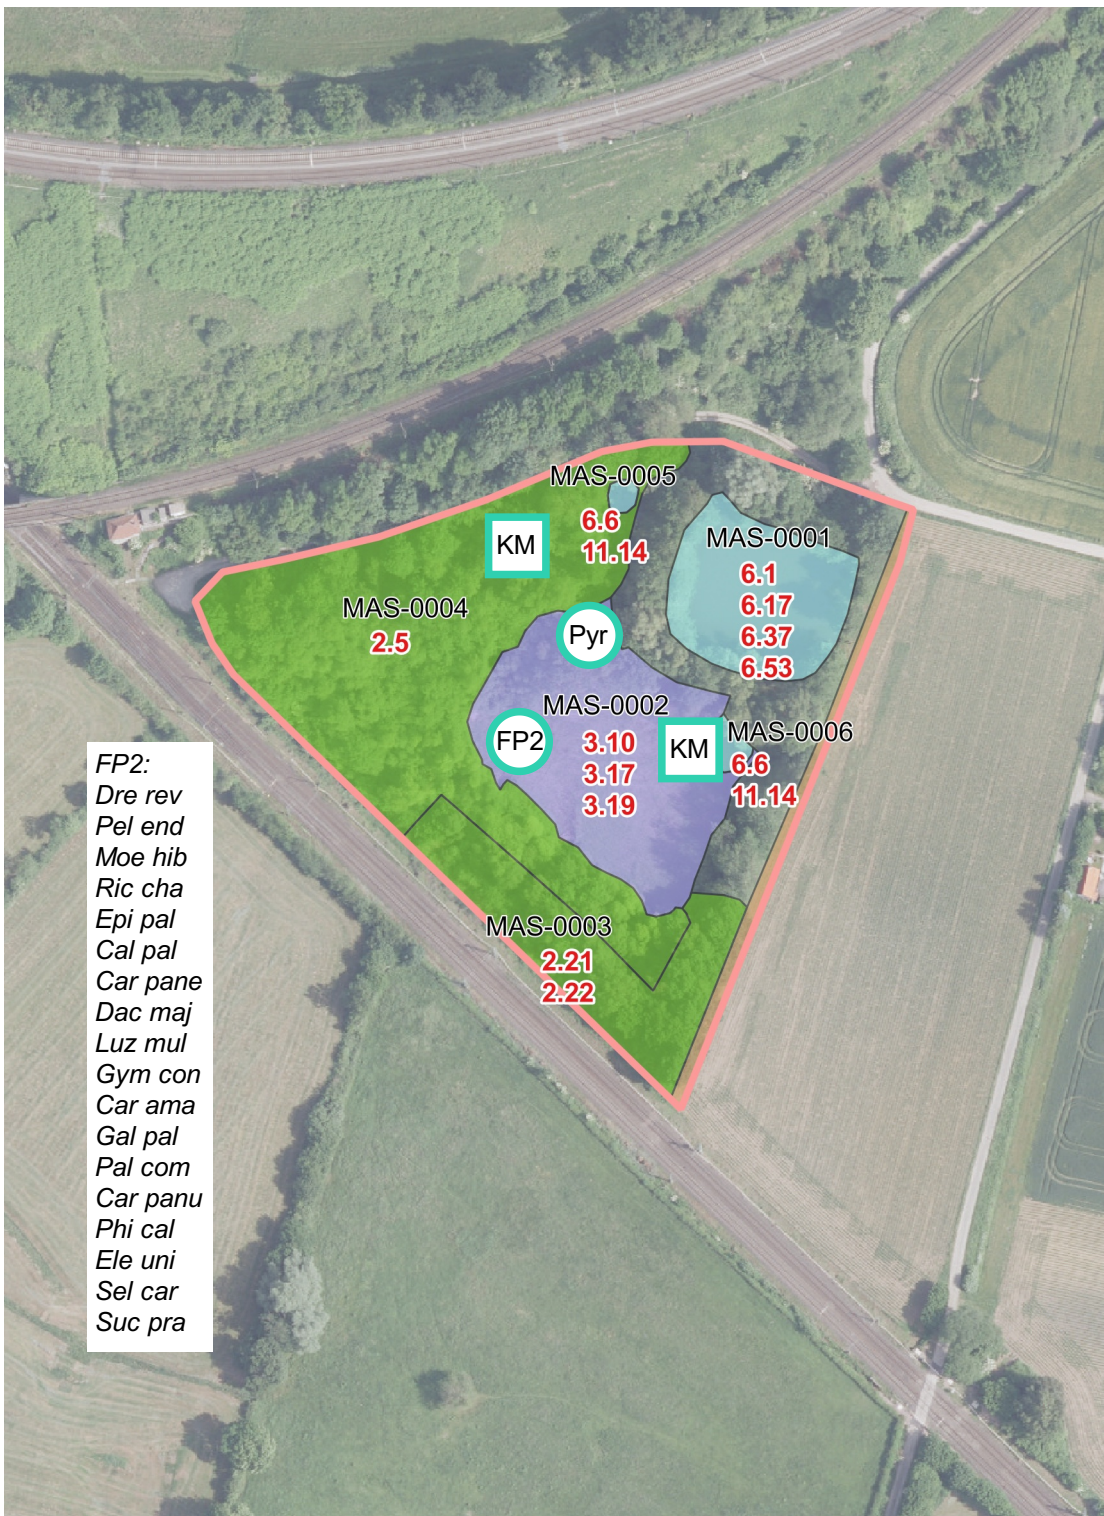 MAS-0005
6.6
11.14
KM
MAS-0001
6.1
6.17
6.37
6.53
MAS-0004
2.5
Pyr
MAS-0002
3.10
3.17
3.19
FP2
KM
MAS-0006
6.6
11.14
MAS-0003
2.21
2.22
FP2:
Dre rev
Pel end
Moe hib
Ric cha
Epi pal
Cal pal
Car pane
Dac maj
Luz mul
Gym con
Car ama
Gal pal
Pal com
Car panu
Phi cal
Ele uni
Sel car
Suc pra